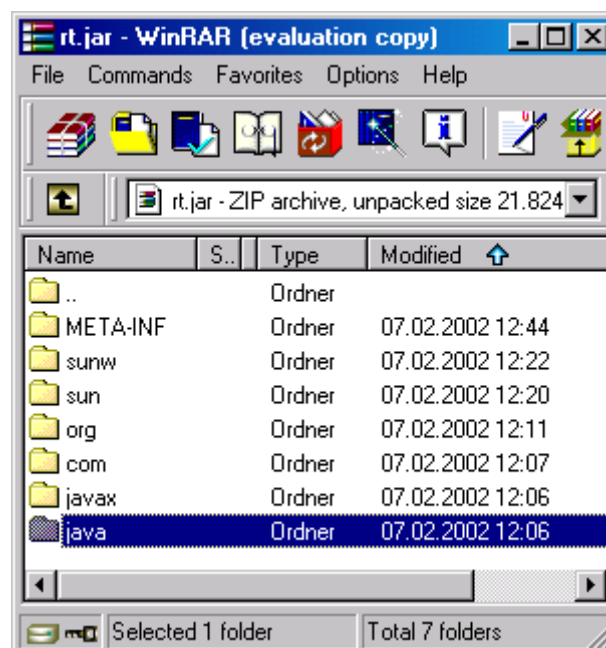 rt.jar - WinRAR (evaluation copy)
File Commands Favorites Options Help
rt.jar - ZIP archive, unpacked size 21.824
Name S.. Type Modified
.. Ordner
META-INF Ordner 07.02.2002 12:44
sunw Ordner 07.02.2002 12:22
sun Ordner 07.02.2002 12:20
org Ordner 07.02.2002 12:11
com Ordner 07.02.2002 12:07
javax Ordner 07.02.2002 12:06
java Ordner 07.02.2002 12:06
Selected 1 folder Total 7 folders